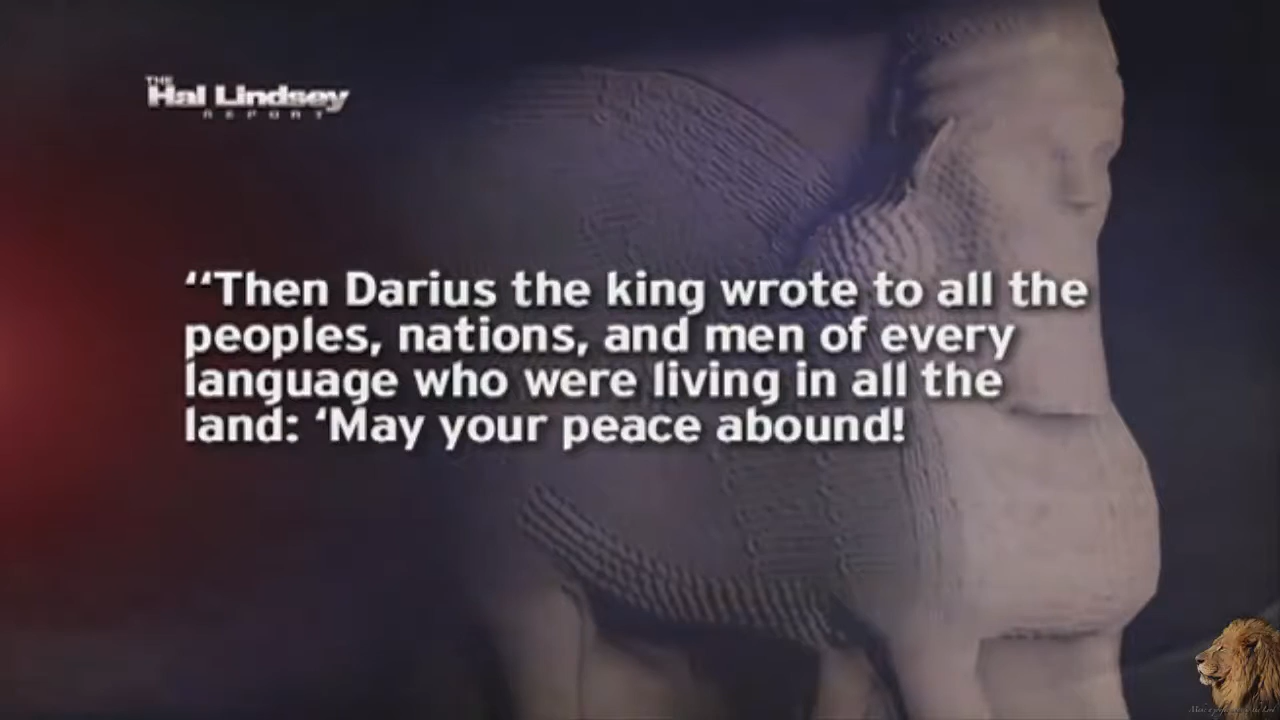 THE
Hal Lindsey
REPORT
“Then Darius the king wrote to all the
peoples, nations, and men of every
language who were living in all the
land: ‘May your peace abound!